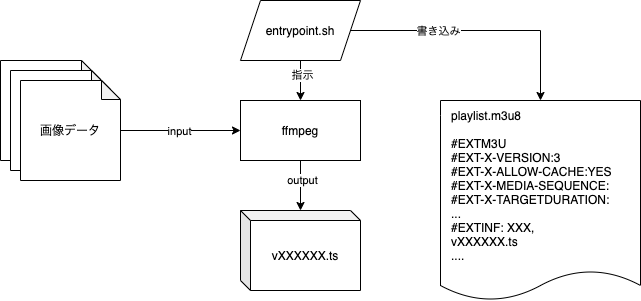 entrypoint.sh
書き込み
指示
画像データ
input
ffmpeg
output
vXXXXXX.ts
playlist.m3u8
#EXTM3U
#EXT-X-VERSION:3
#EXT-X-ALLOW-CACHE:YES
#EXT-X-MEDIA-SEQUENCE:
#EXT-X-TARGETDURATION:
...
#EXTINF: XXX,
vXXXXXX.ts
....